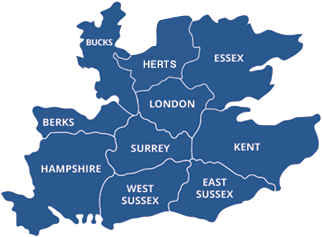 BUCKS
HERTS
ESSEX
LONDON
BERKS
SURREY
KENT
HAMPSHIRE
WEST
SUSSEX
EAST
SUSSEX